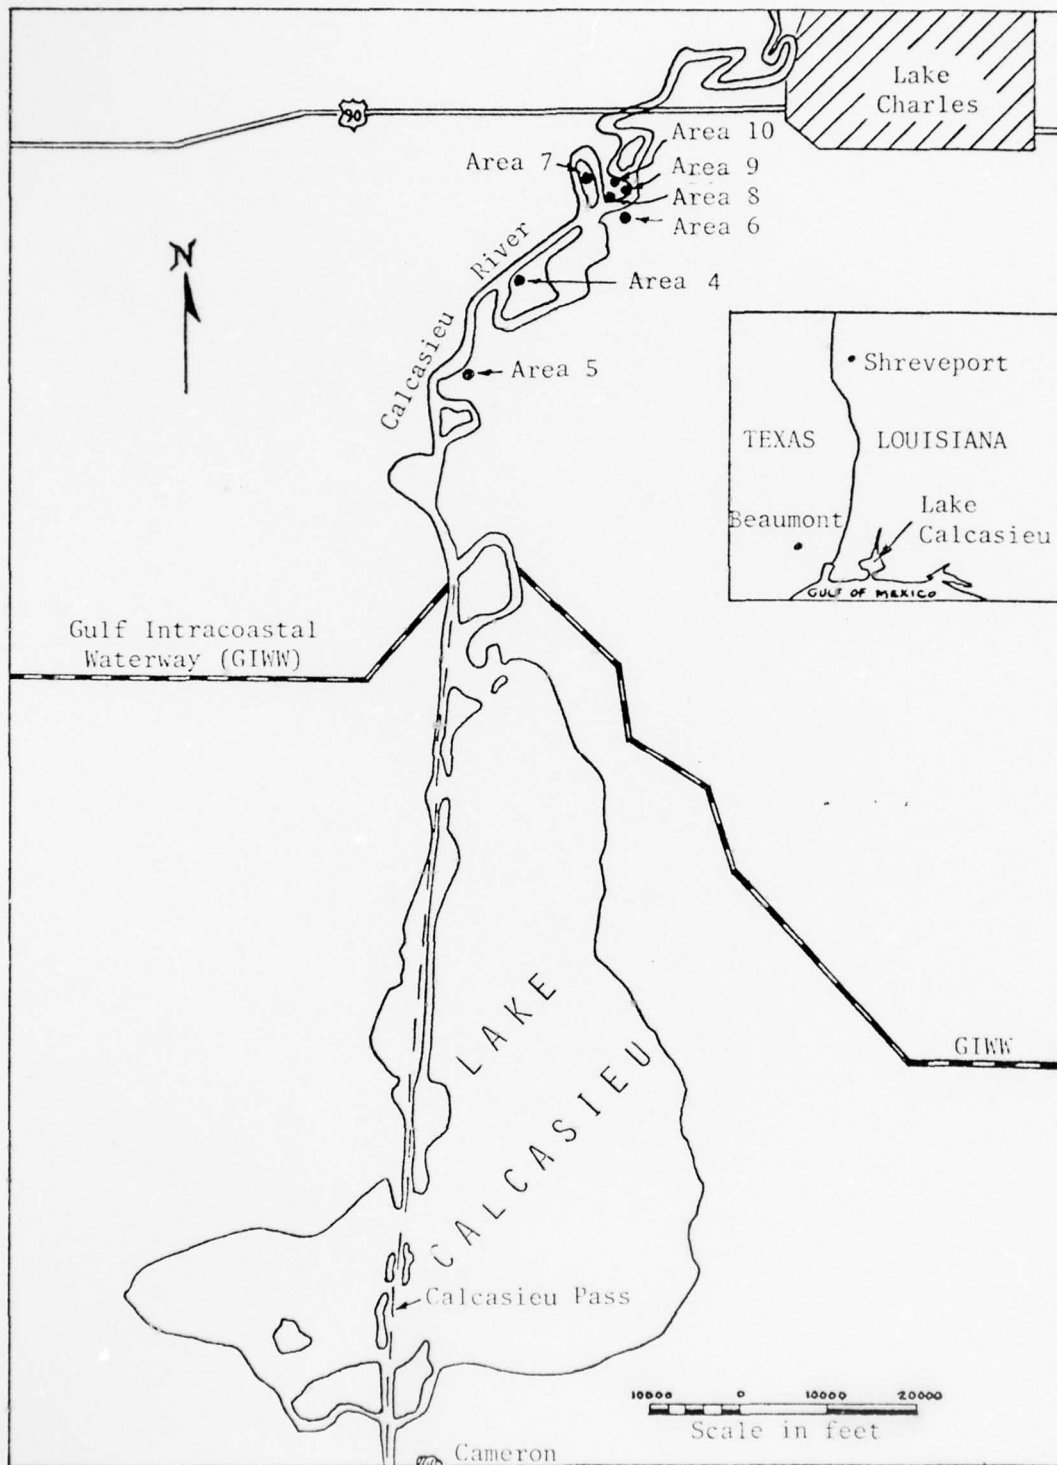 Lake
Charles
90
Area 10
Area 7
Area 9
Area 8
Area 6
N
Calcasieu River
Area 4
Area 5
Shreveport
TEXAS
LOUISIANA
Beaumont
Lake
Calcasieu
GULF OF MEXICO
Gulf Intracoastal
Waterway (GIWW)
LAKE
CALCASIEU
GIWW
Calcasieu Pass
10000 0 10000 20000
Scale in feet
Cameron